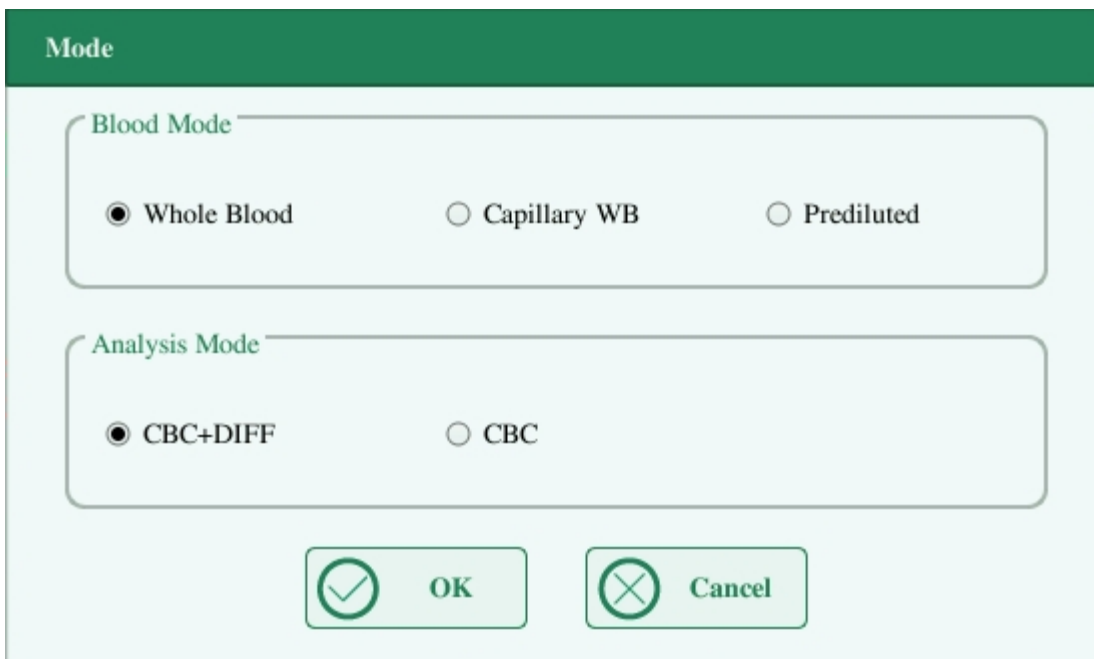 Mode
Blood Mode
Whole Blood Capillary WB Prediluted
Analysis Mode
CBC+DIFF CBC
OK Cancel